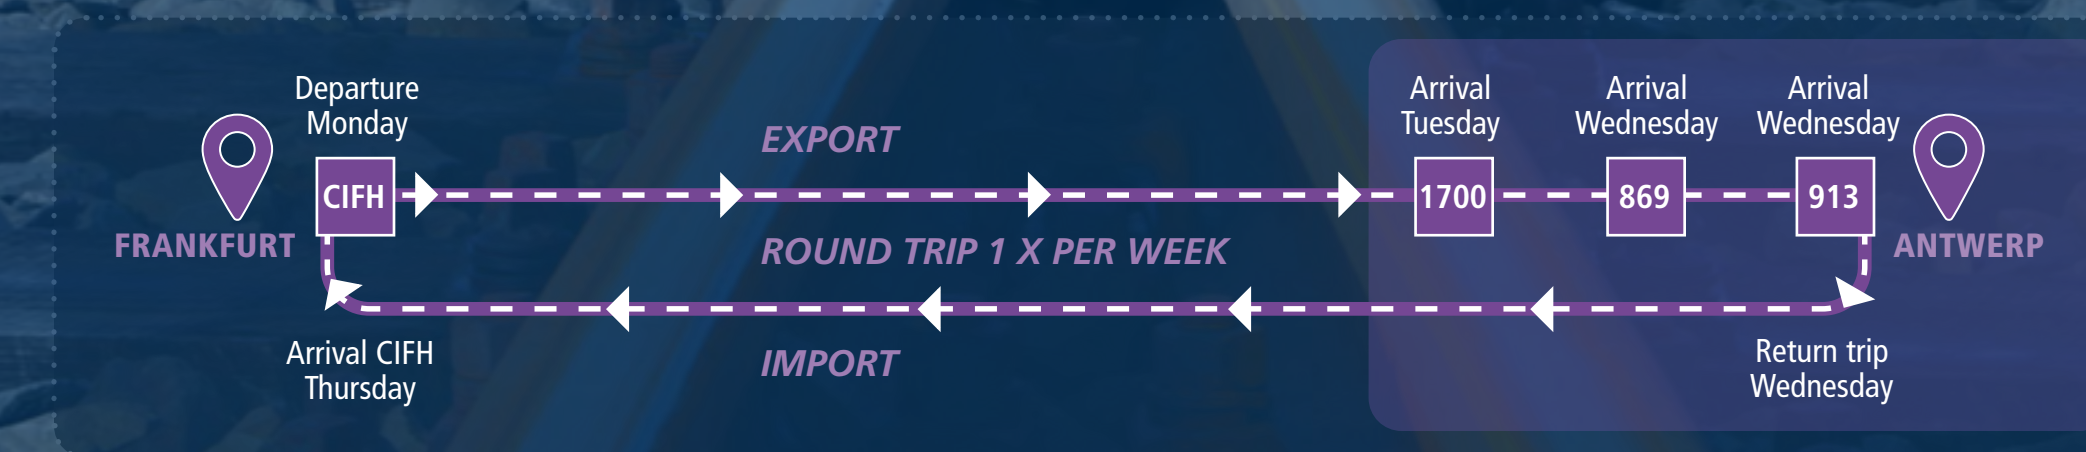 Departure
Monday
Arrival
Tuesday
Arrival
Wednesday
Arrival
Wednesday
EXPORT
CIFH
1700
869
913
FRANKFURT
ROUND TRIP 1 X PER WEEK
ANTWERP
Arrival CIFH
Thursday
IMPORT
Return trip
Wednesday